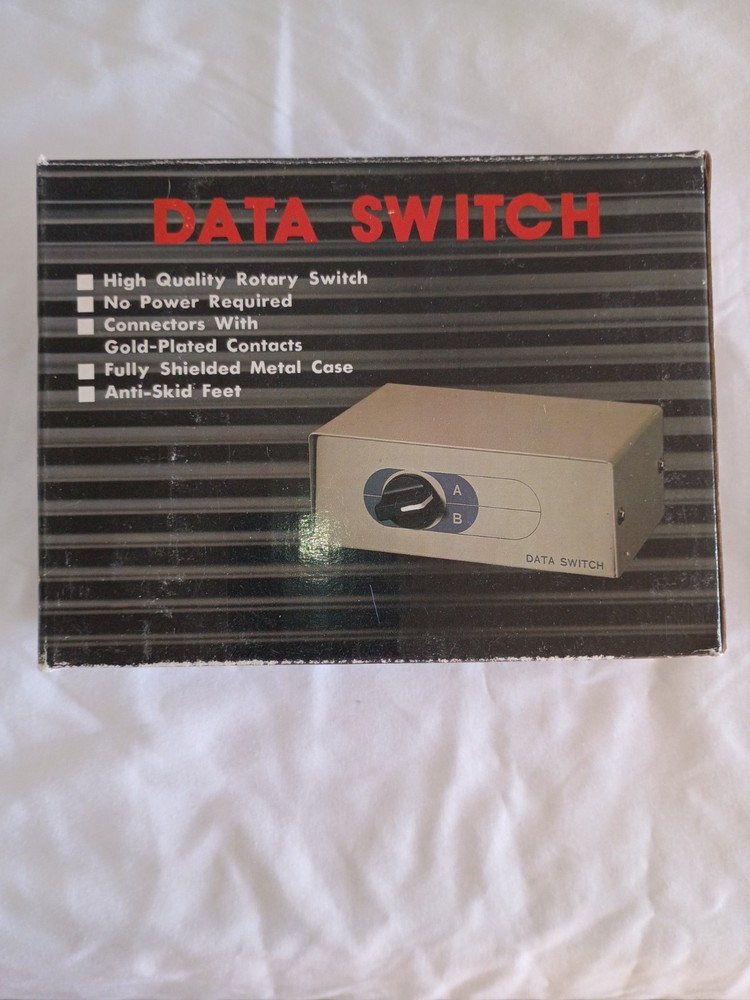 DATA SWITCH
High Quality Rotary Switch
No Power Required
Connectors With
Gold-Plated Contacts
Fully Shielded Metal Case
Anti-Skid Feet
A
B
DATA SWITCH